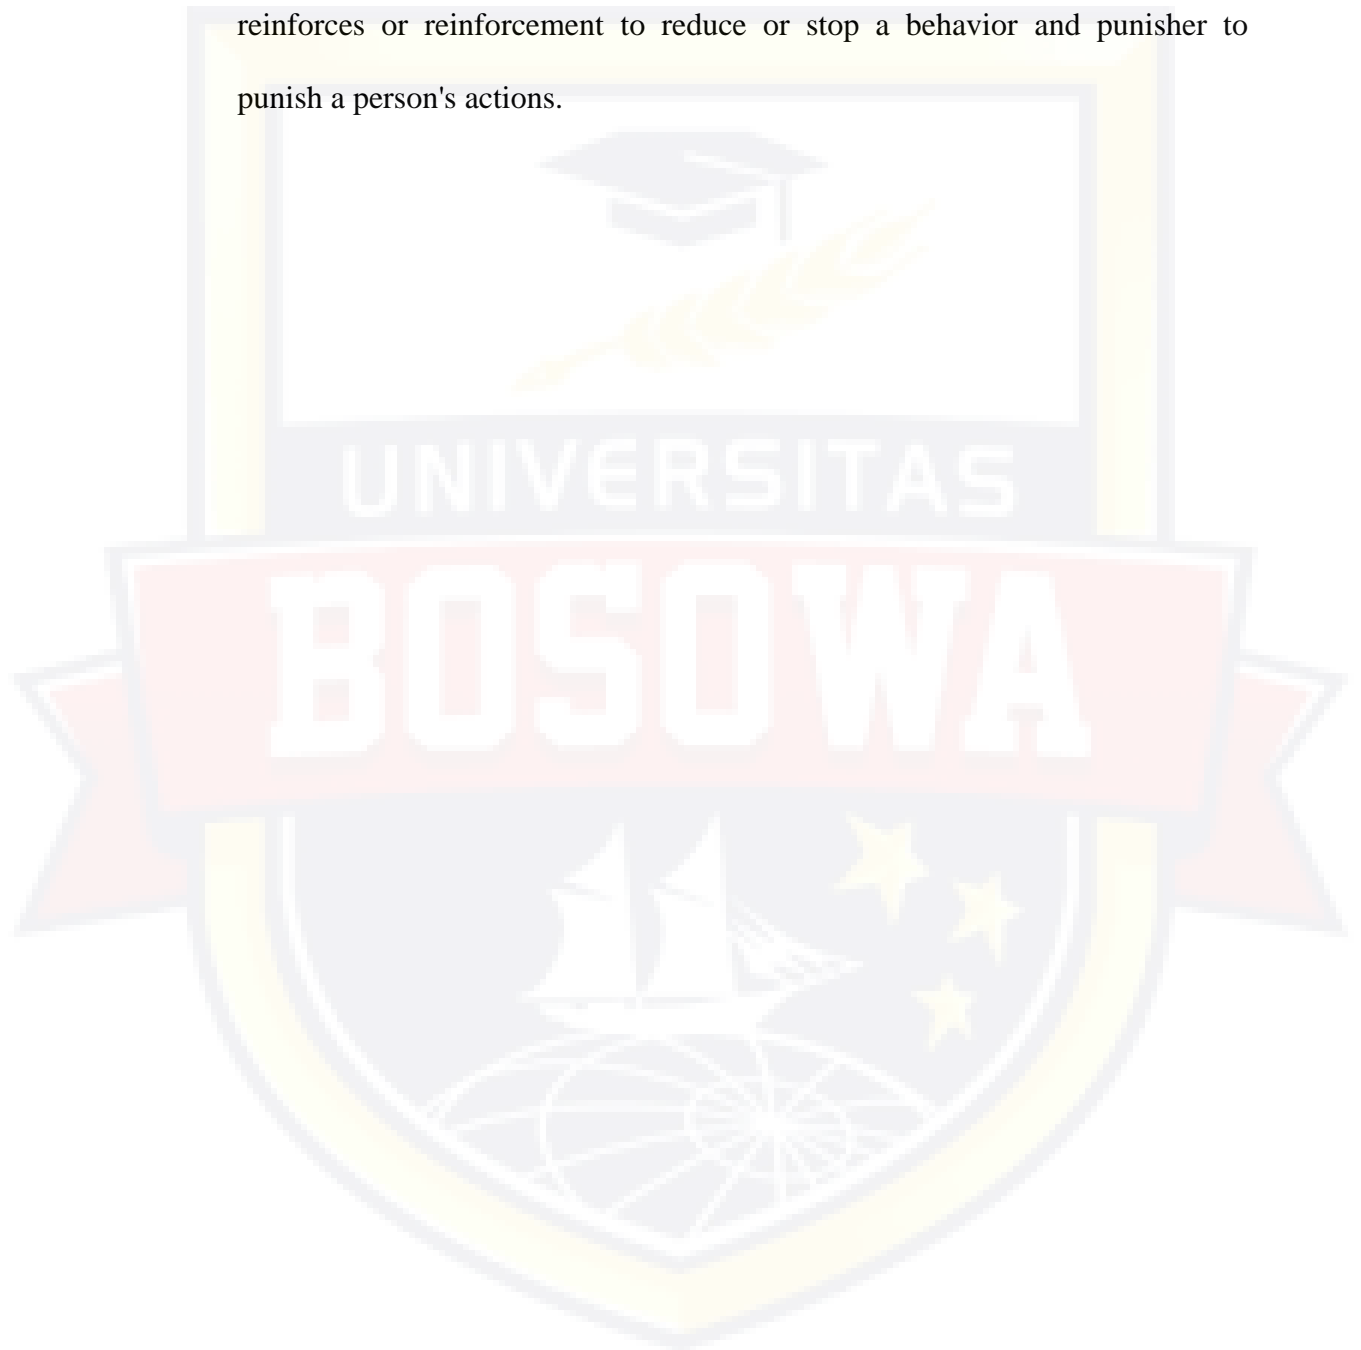 reinforces or reinforcement to reduce or stop a behavior and punisher to
punish a person's actions.
UNIVERSITAS
BOSOWA